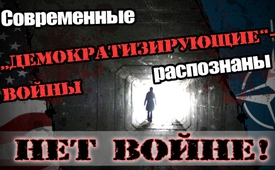 Современные
„ДЕМОКРАТИЗИРУЮЩИЕ“-
ВОЙНЫ
распознаны
НЕТ ВОЙНЕ!